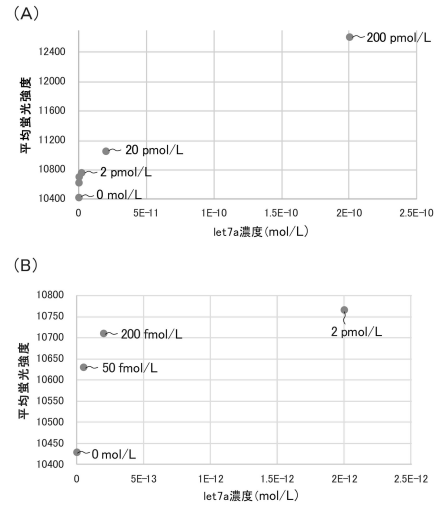 (A)
平均蛍光強度
12400
12000
11600
11200
10800
10400
200 pmol/L
20 pmol/L
2 pmol/L
0 mol/L
0
5E-11
1E-10
1.5E-10
2E-10
2.5E-10
let7a濃度(mol/L)
(B)
平均蛍光強度
10800
10750
10700
10650
10600
10550
10500
10450
10400
2 pmol/L
200 fmol/L
50 fmol/L
0 mol/L
0
5E-13
1E-12
1.5E-12
2E-12
2.5E-12
let7a濃度(mol/L)